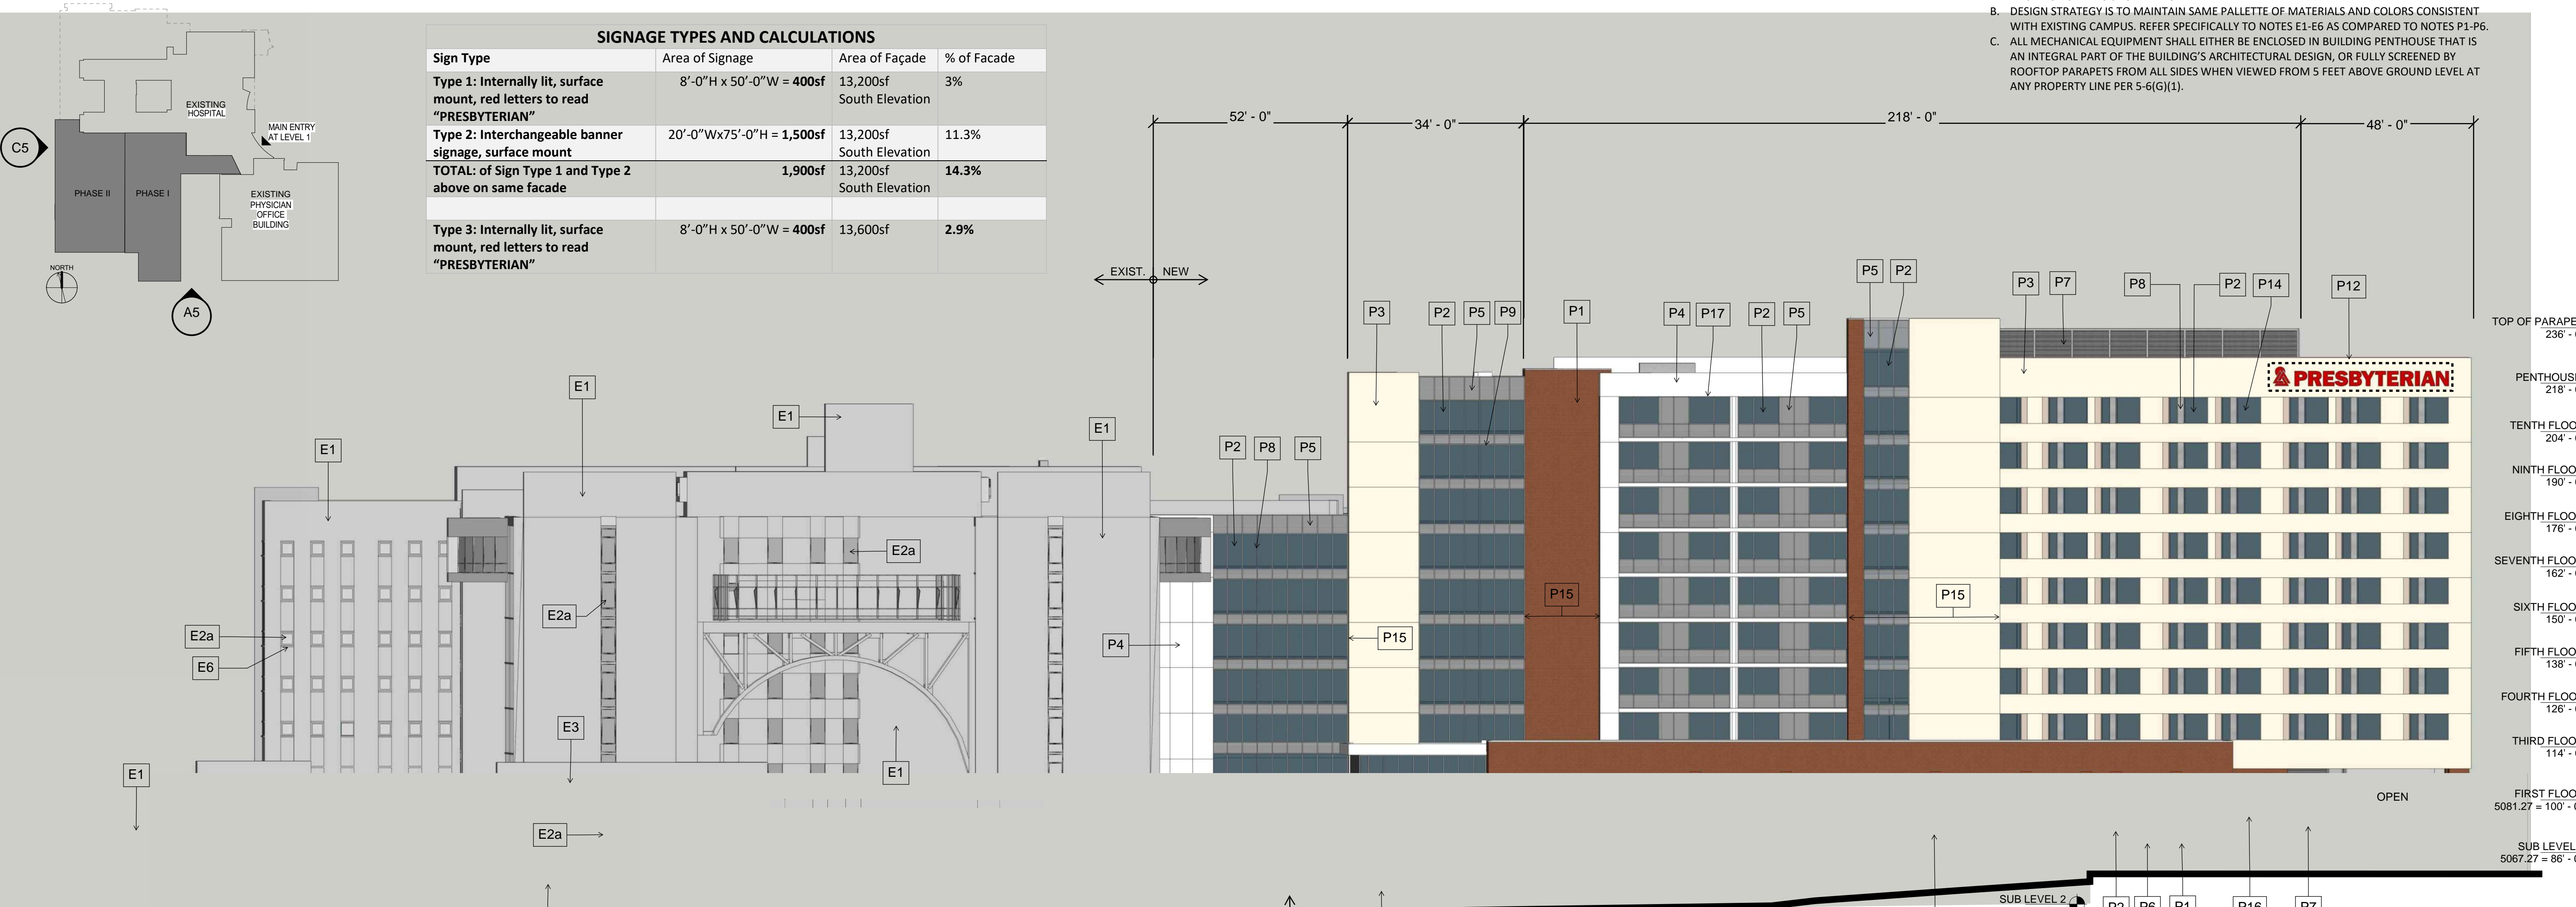 B. DESIGN STRATEGY IS TO MAINTAIN SAME PALLETTE OF MATERIALS AND COLORS CONSISTENT
WITH EXISTING CAMPUS. REFER SPECIFICALLY TO NOTES E1-E6 AS COMPARED TO NOTES P1-P6.
C. ALL MECHANICAL EQUIPMENT SHALL EITHER BE ENCLOSED IN BUILDING PENTHOUSE THAT IS
AN INTEGRAL PART OF THE BUILDING'S ARCHITECTURAL DESIGN, OR FULLY SCREENED BY
ROOFTOP PARAPETS FROM ALL SIDES WHEN VIEWED FROM 5 FEET ABOVE GROUND LEVEL AT
ANY PROPERTY LINE PER 5-6(G)(1).
EXISTING
HOSPITAL
MAIN ENTRY
AT LEVEL 1
C5
PHASE II
PHASE I
EXISTING
PHYSICIAN
OFFICE
BUILDING
NORTH
A5
SIGNAGE TYPES AND CALCULATIONS
Sign Type Area of Signage Area of Façade % of Facade
Type 1: Internally lit, surface 8'-0"H x 50'-0"W = 400sf 13,200sf 3%
mount, red letters to read South Elevation
"PRESBYTERIAN"
Type 2: Interchangeable banner 20'-0"Wx75'-0"H = 1,500sf 13,200sf 11.3%
signage, surface mount South Elevation
TOTAL: of Sign Type 1 and Type 2 1,900sf 13,200sf 14.3%
above on same facade South Elevation
Type 3: Internally lit, surface 8'-0"H x 50'-0"W = 400sf 13,600sf 2.9%
mount, red letters to read
"PRESBYTERIAN"
52' - 0"
34' - 0"
218' - 0"
48' - 0"
EXIST. NEW
P5 P2
P3 P7 P8 P2 P14 P12
P3 P2 P5 P9 P1 P4 P17 P2 P5
PRESBYTERIAN
E1
E1
E1
E1
P2 P8 P5
E2a
E2a
E2a
E6
P4
P15
P15
P15
E3
E1
E1
E2a
TOP OF PARAPE
236' -
PENTHOUS
218' -
TENTH FLOO
204' -
NINTH FLOO
190' -
EIGHTH FLOO
176' -
SEVENTH FLOO
162' -
SIXTH FLOO
150' -
FIFTH FLOO
138' -
FOURTH FLOO
126' -
THIRD FLOO
114' -
OPEN
FIRST FLOO
5081.27 = 100' -
SUB LEVEL
5067.27 = 86' -
SUB LEVEL 2
P6 P1 P16 P7